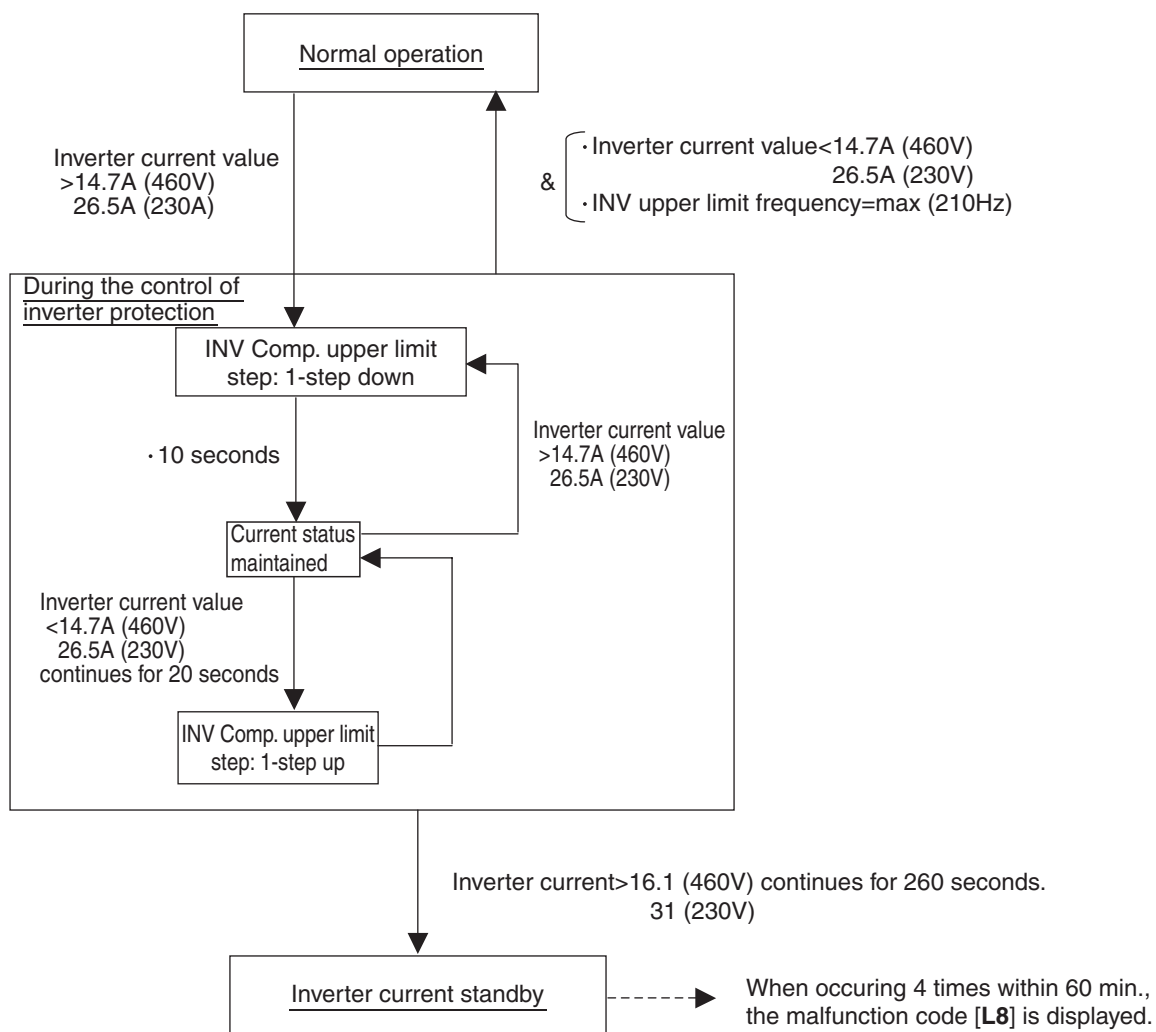 Normal operation
Inverter current value
>14.7A (460V)
26.5A (230A)
&
· Inverter current value<14.7A (460V)
26.5A (230V)
· INV upper limit frequency=max (210Hz)
During the control of
inverter protection
INV Comp. upper limit
step: 1-step down
· 10 seconds
Inverter current value
>14.7A (460V)
26.5A (230V)
Current status
maintained
Inverter current value
<14.7A (460V)
26.5A (230V)
continues for 20 seconds
INV Comp. upper limit
step: 1-step up
Inverter current>16.1 (460V) continues for 260 seconds.
31 (230V)
Inverter current standby
When occuring 4 times within 60 min.,
the malfunction code [L8] is displayed.